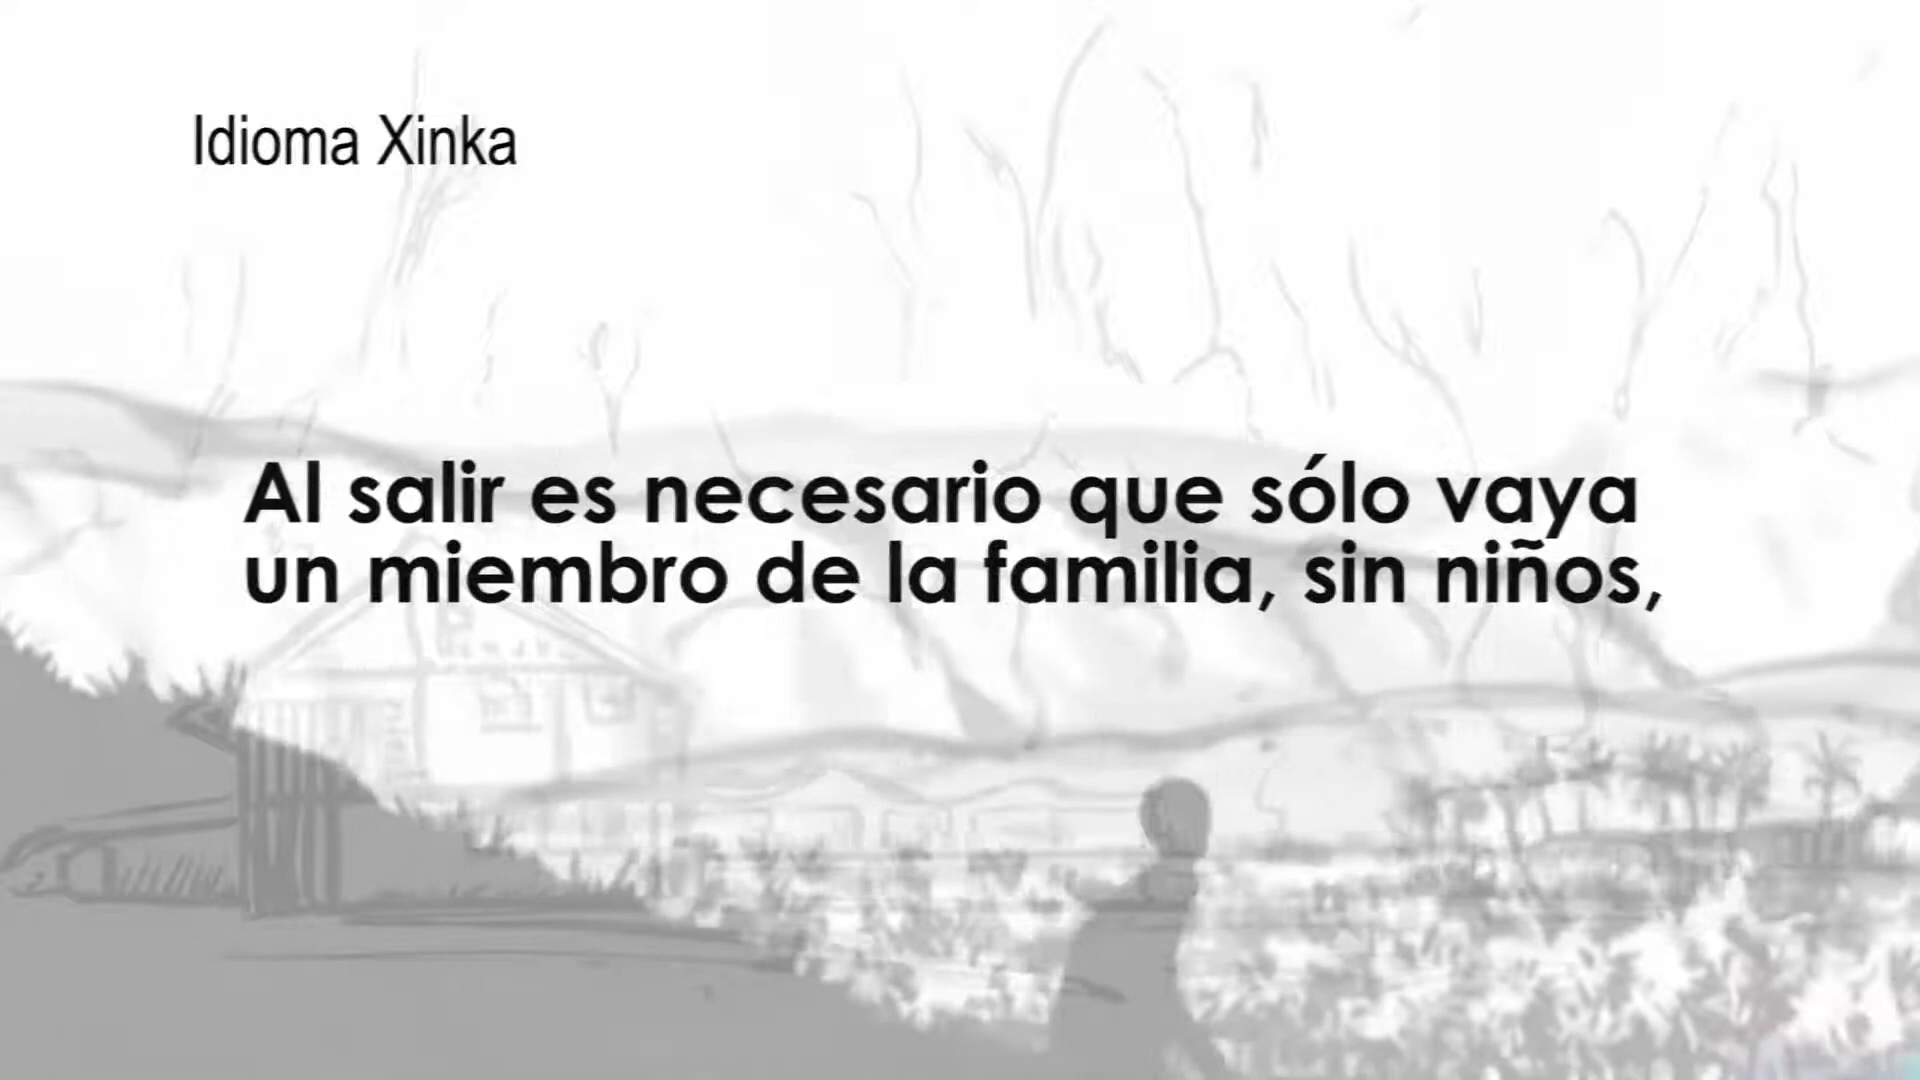 Idioma Xinka
Al salir es necesario que sólo vaya
un miembro de la familia, sin niños,